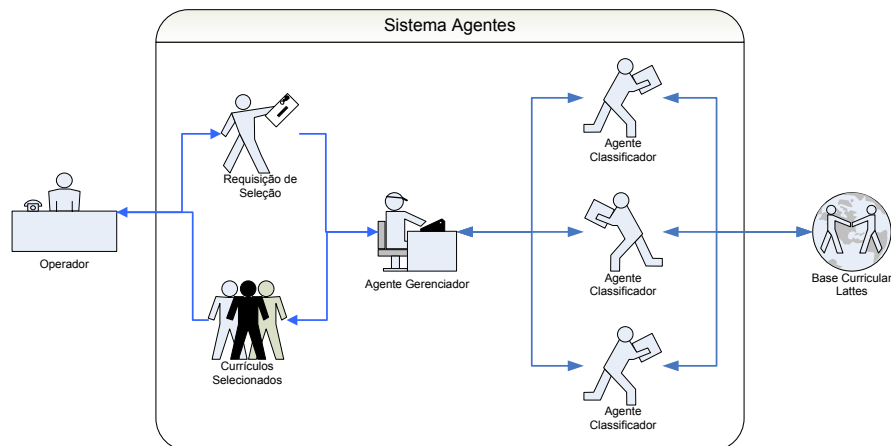 Sistema Agentes
Requisição de
Seleção
Operador
Currículos
Selecionados
Agente Gerenciador
Agente
Classificador
Agente
Classificador
Agente
Classificador
Base Curricular
Lattes